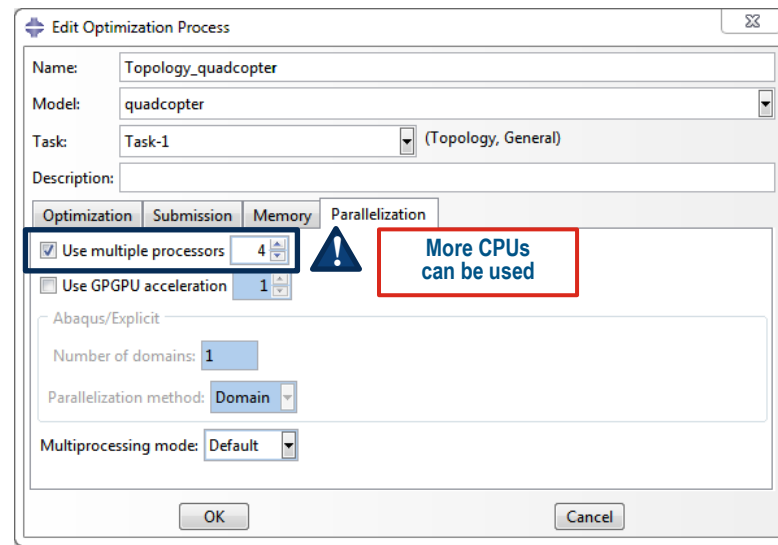 Edit Optimization Process
Name: Topology_quadcopter
Model: quadcopter
Task: Task-1 (Topology, General)
Description:
Optimization Submission Memory Parallelization
Use multiple processors 4
More CPUs
can be used
Use GPGPU acceleration 1
Abaqus/Explicit
Number of domains: 1
Parallelization method: Domain
Multiprocessing mode: Default
OK Cancel